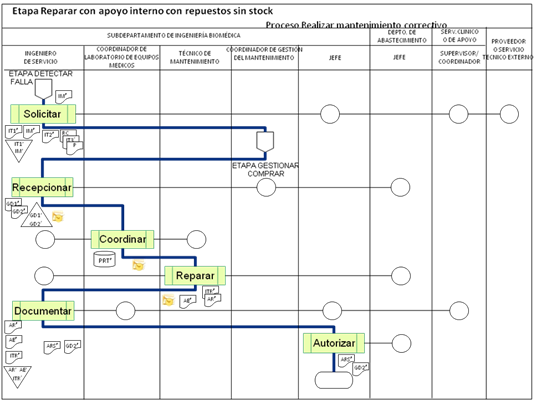 Etapa Reparar con apoyo interno con repuestos sin stock
Proceso Realizar mantenimiento correctivo
SUBDEPARTAMENTO DE INGENIERÍA BIOMÉDICA
DEPTO. DE ABASTECIMIENTO
SERV.CLINICO O DE APOYO
PROVEEDOR O SERVICIO TECNICO EXTERNO
INGENIERO DE SERVICIO
COORDINADOR DE LABORATORIO DE EQUIPOS MEDICOS
TÉCNICO DE MANTENIMIENTO
COORDINADOR DE GESTION DEL MANTENIMIENTO
JEFE
JEFE
SUPERVISOR/ COORDINADOR
ETAPA DETECTAR FALLA
Solicitar
ETAPA GESTIONAR COMPRAR
Recepcionar
Coordinar
PRT°
Reparar
Documentar
Autorizar